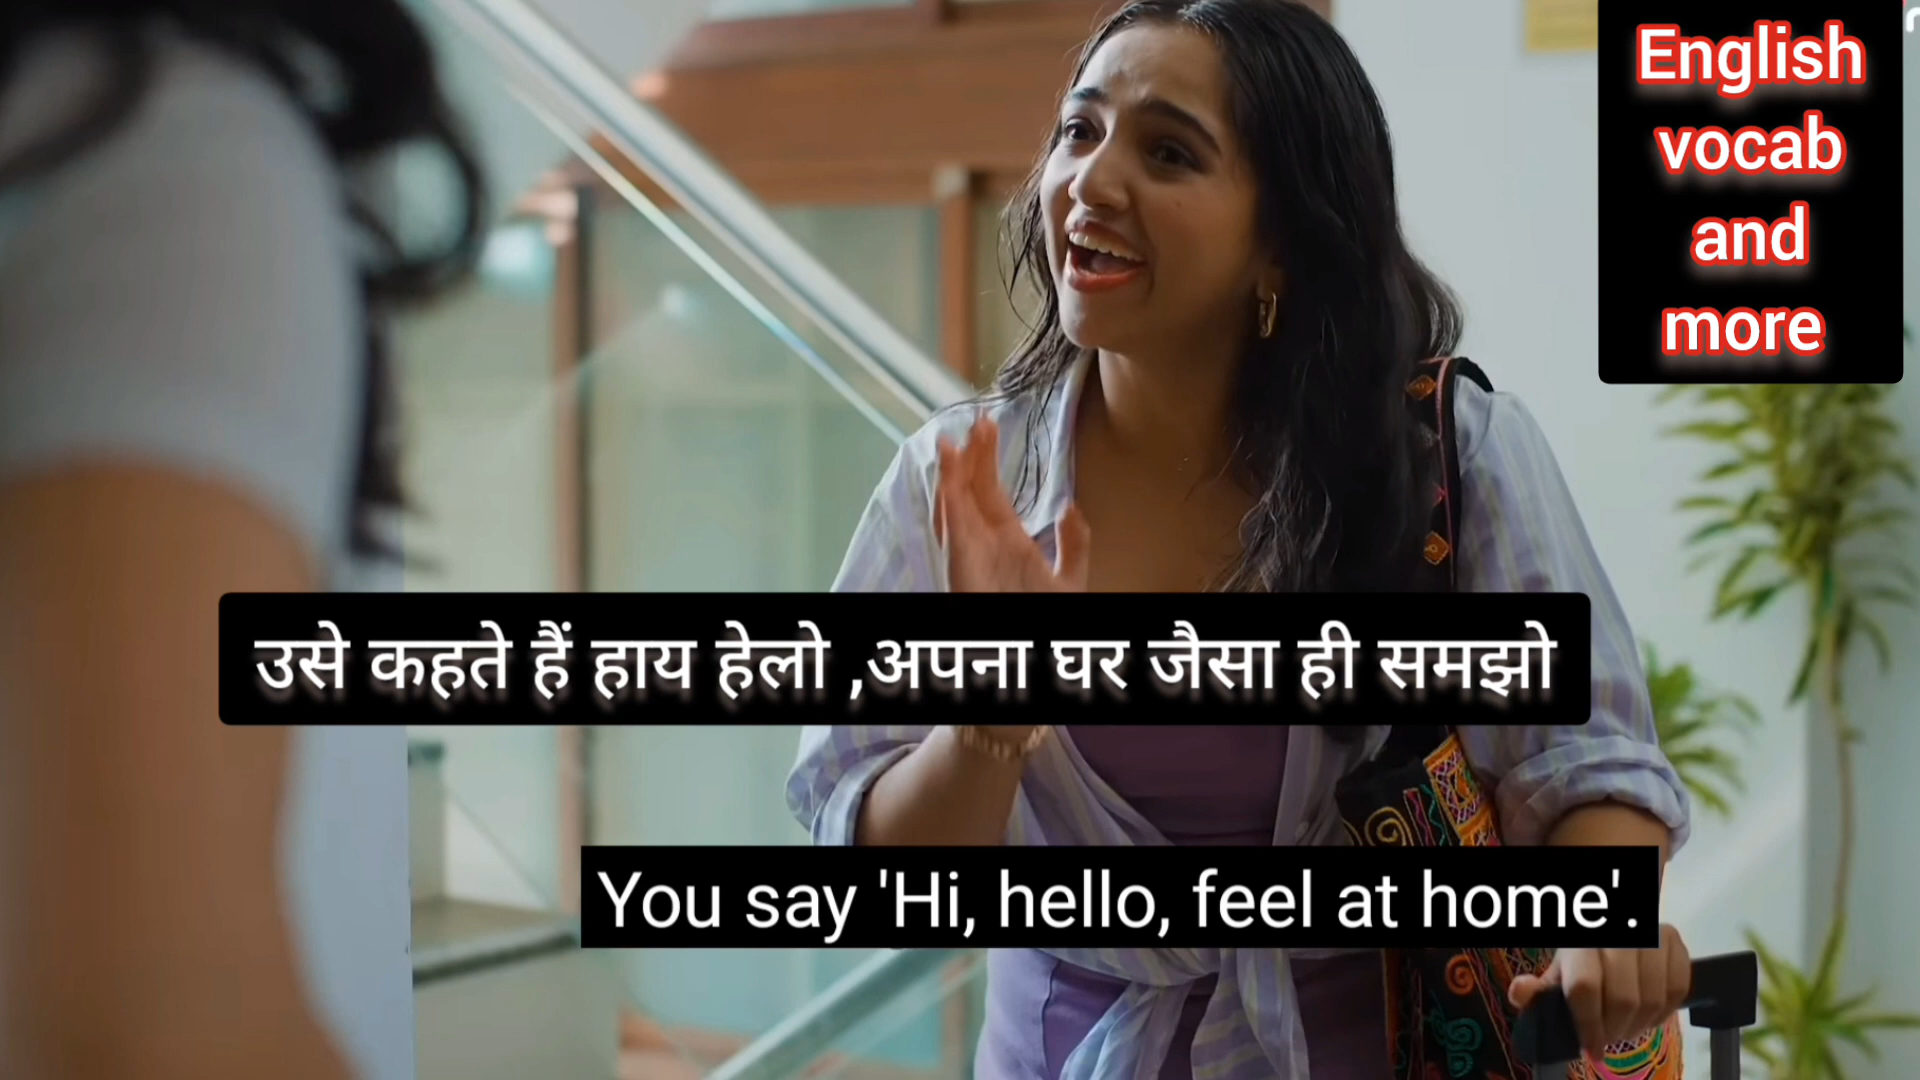 English
vocab
and
more
उसे कहते हैं हाय हेलो ,अपना घर जैसा ही समझो
You say 'Hi, hello, feel at home'.